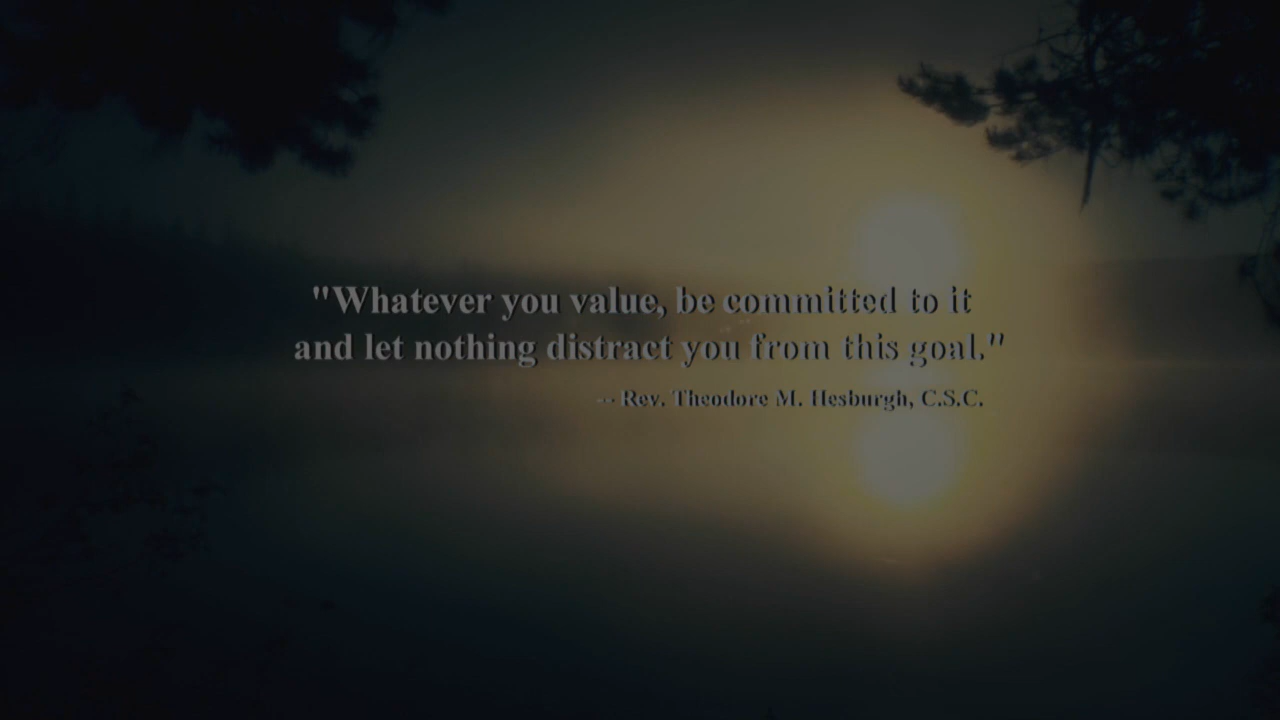 "Whatever you value, be committed to it
and let nothing distract you from this goal."
-- Rev. Theodore M. Hesburgh, C.S.C.